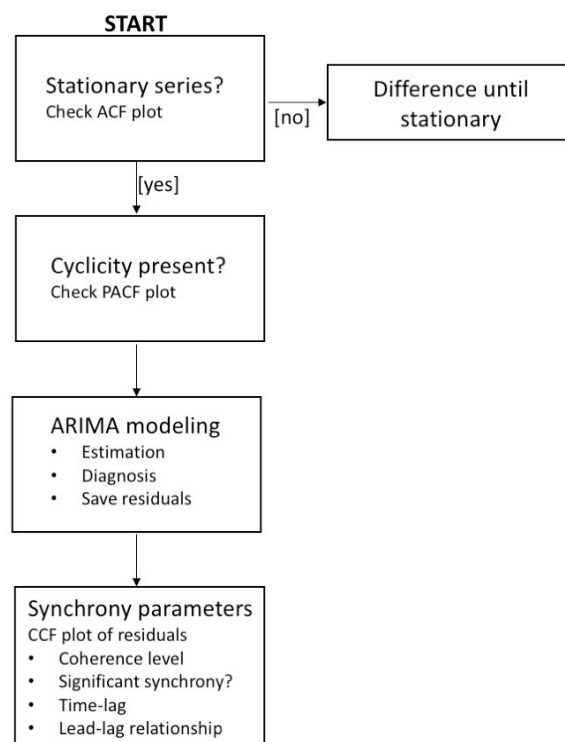 START
Stationary series?
Check ACF plot
[no]
Difference until
stationary
[yes]
Cyclicity present?
Check PACF plot
ARIMA modeling
• Estimation
• Diagnosis
• Save residuals
Synchrony parameters
CCF plot of residuals
• Coherence level
• Significant synchrony?
• Time-lag
• Lead-lag relationship